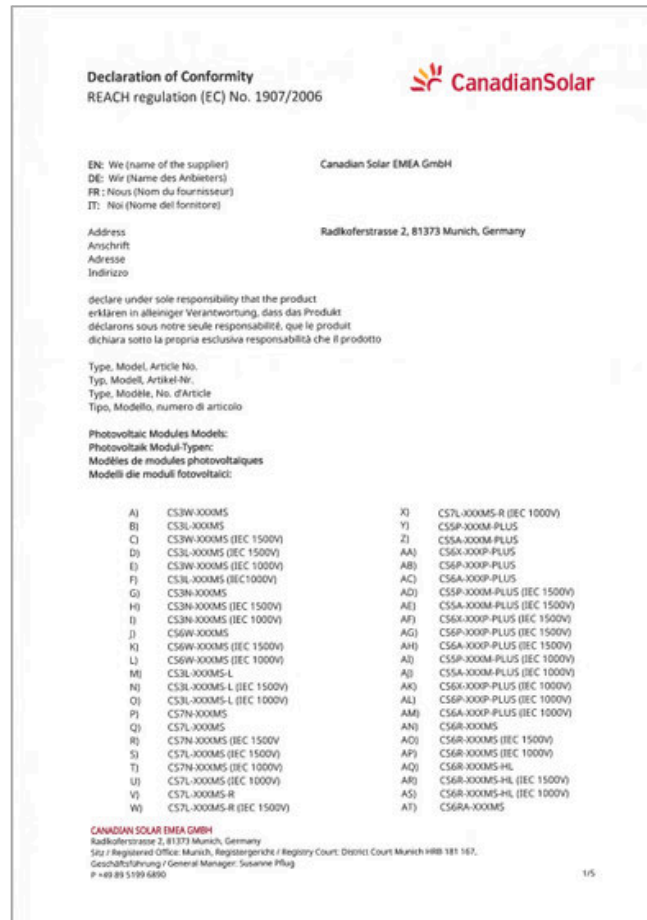 Declaration of Conformity
REACH regulation (EC) No. 1907/2006
CanadianSolar
EN: We (name of the supplier)
Canadian Solar EMEA GmbH
DE: Wir (Name des Anbieters)
FR : Nous (Nom du fournisseur)
IT: Noi (Nome del fornitore)
Address
Radlkoferstrasse 2, 81373 Munich, Germany
Anschrift
Adresse
Indirizzo
declare under sole responsibility that the product
erklären in alleiniger Verantwortung, dass das Produkt
déclarons sous notre seule responsabilité, que le produit
dichiara sotto la propria esclusiva responsabilità che il prodotto
Type, Model, Article No.
Typ, Modell, Artikel-Nr.
Type, Modèle, No. d'Article
Tipo, Modello, numero di articolo
Photovoltaic Modules Models:
Photovoltaik Modul-Typen:
Modèles de modules photovoltaïques
Modelli die moduli fotovoltaici:
A) CS3W-XXXMS
B) CS3L-XXXMS
C) CS3W-XXXMS (IEC 1500V)
D) CS3L-XXXMS (IEC 1500V)
E) CS3W-XXXMS (IEC 1000V)
F) CS3L-XXXMS (IEC1000V)
G) CS3N-XXXMS
H) CS3N-XXXMS (IEC 1500V)
I) CS3N-XXXMS (IEC 1000V)
J) CS6W-XXXMS
K) CS6W-XXXMS (IEC 1500V)
L) CS6W-XXXMS (IEC 1000V)
M) CS3L-XXXMS-L
N) CS3L-XXXMS-L (IEC 1500V)
O) CS3L-XXXMS-L (IEC 1000V)
P) CS7N-XXXMS
Q) CS7L-XXXMS
R) CS7N-XXXMS (IEC 1500V
S) CS7L-XXXMS (IEC 1500V)
T) CS7N-XXXMS (IEC 1000V)
U) CS7L-XXXMS (IEC 1000V)
V) CS7L-XXXMS-R
W) CS7L-XXXMS-R (IEC 1500V)
X) CS7L-XXXMS-R (IEC 1000V)
Y) CS5P-XXXM-PLUS
Z) CS5A-XXXM-PLUS
AA) CS6X-XXXP-PLUS
AB) CS6P-XXXP-PLUS
AC) CS6A-XXXP-PLUS
AD) CS5P-XXXM-PLUS (IEC 1500V)
AE) CS5A-XXXM-PLUS (IEC 1500V)
AF) CS6X-XXXP-PLUS (IEC 1500V)
AG) CS6P-XXXP-PLUS (IEC 1500V)
AH) CS6A-XXXP-PLUS (IEC 1500V)
AI) CS5P-XXXM-PLUS (IEC 1000V)
AJ) CS5A-XXXM-PLUS (IEC 1000V)
AK) CS6X-XXXP-PLUS (IEC 1000V)
AL) CS6P-XXXP-PLUS (IEC 1000V)
AM) CS6A-XXXP-PLUS (IEC 1000V)
AN) CS6R-XXXMS
AO) CS6R-XXXMS (IEC 1500V)
AP) CS6R-XXXMS (IEC 1000V)
AQ) CS6R-XXXMS-HL
AR) CS6R-XXXMS-HL (IEC 1500V)
AS) CS6R-XXXMS-HL (IEC 1000V)
AT) CS6RA-XXXMS
CANADIAN SOLAR EMEA GMBH
Radlkoferstrasse 2, 81373 Munich, Germany
Sitz / Registered Office: Munich, Registergericht / Registry Court: District Court Munich HRB 181 167,
Geschäftsführung / General Manager: Susanne Pflug
P +49 89 5199 6890
1/5